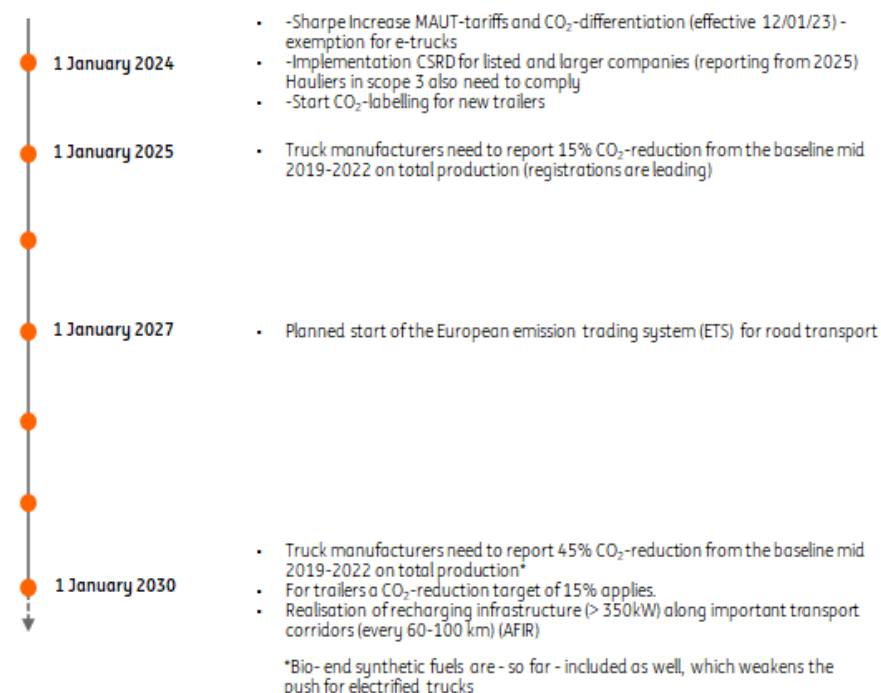 1 January 2024
• -Sharpe Increase MAUT-tariffs and CO₂-differentiation (effective 12/01/23) -
exemption for e-trucks
• -Implementation CSRD for listed and larger companies (reporting from 2025)
Hauliers in scope 3 also need to comply
• -Start CO₂-labelling for new trailers
1 January 2025
• Truck manufacturers need to report 15% CO₂-reduction from the baseline mid
2019-2022 on total production (registrations are leading)
1 January 2027
• Planned start of the European emission trading system (ETS) for road transport
1 January 2030
• Truck manufacturers need to report 45% CO₂-reduction from the baseline mid
2019-2022 on total production*
• For trailers a CO₂-reduction target of 15% applies.
• Realisation of recharging infrastructure (> 350kW) along important transport
corridors (every 60-100 km) (AFIR)
*Bio- end synthetic fuels are - so far - included as well, which weakens the
push for electrified trucks